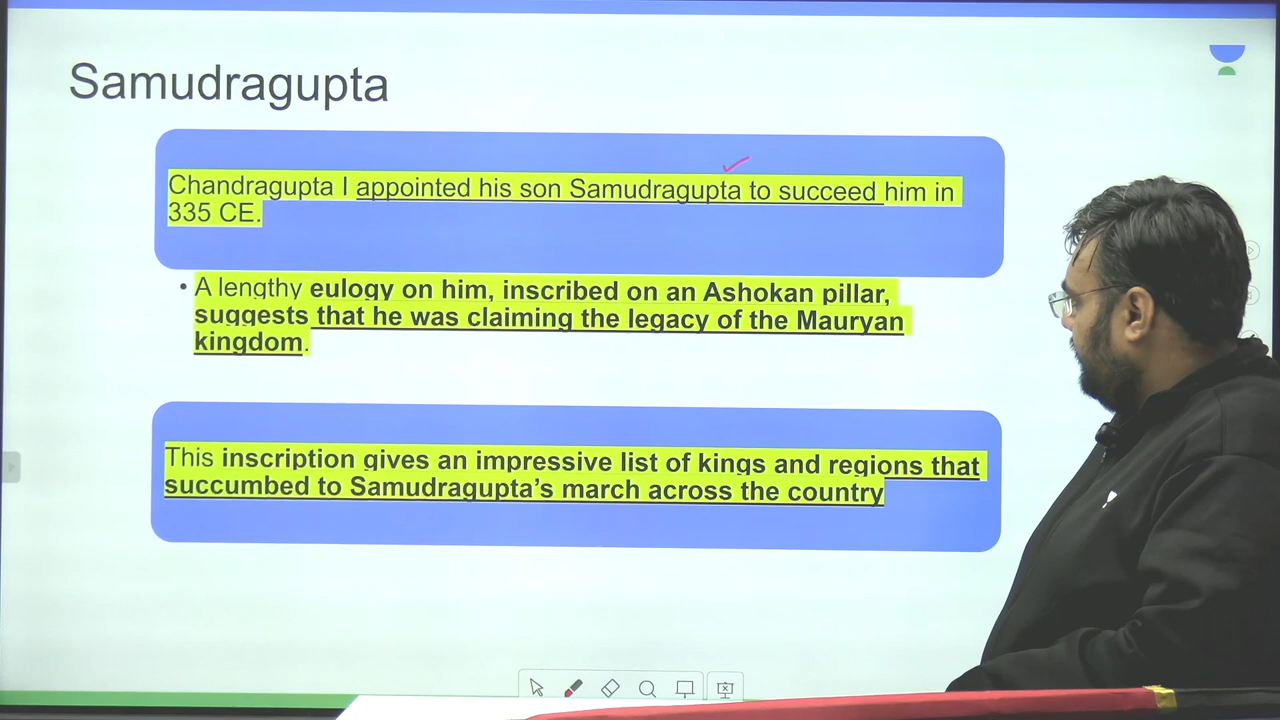 Samudragupta
Chandragupta I appointed his son Samudragupta to succeed him in
335 CE.
• A lengthy eulogy on him, inscribed on an Ashokan pillar,
suggests that he was claiming the legacy of the Mauryan
kingdom.
This inscription gives an impressive list of kings and regions that
succumbed to Samudragupta’s march across the country